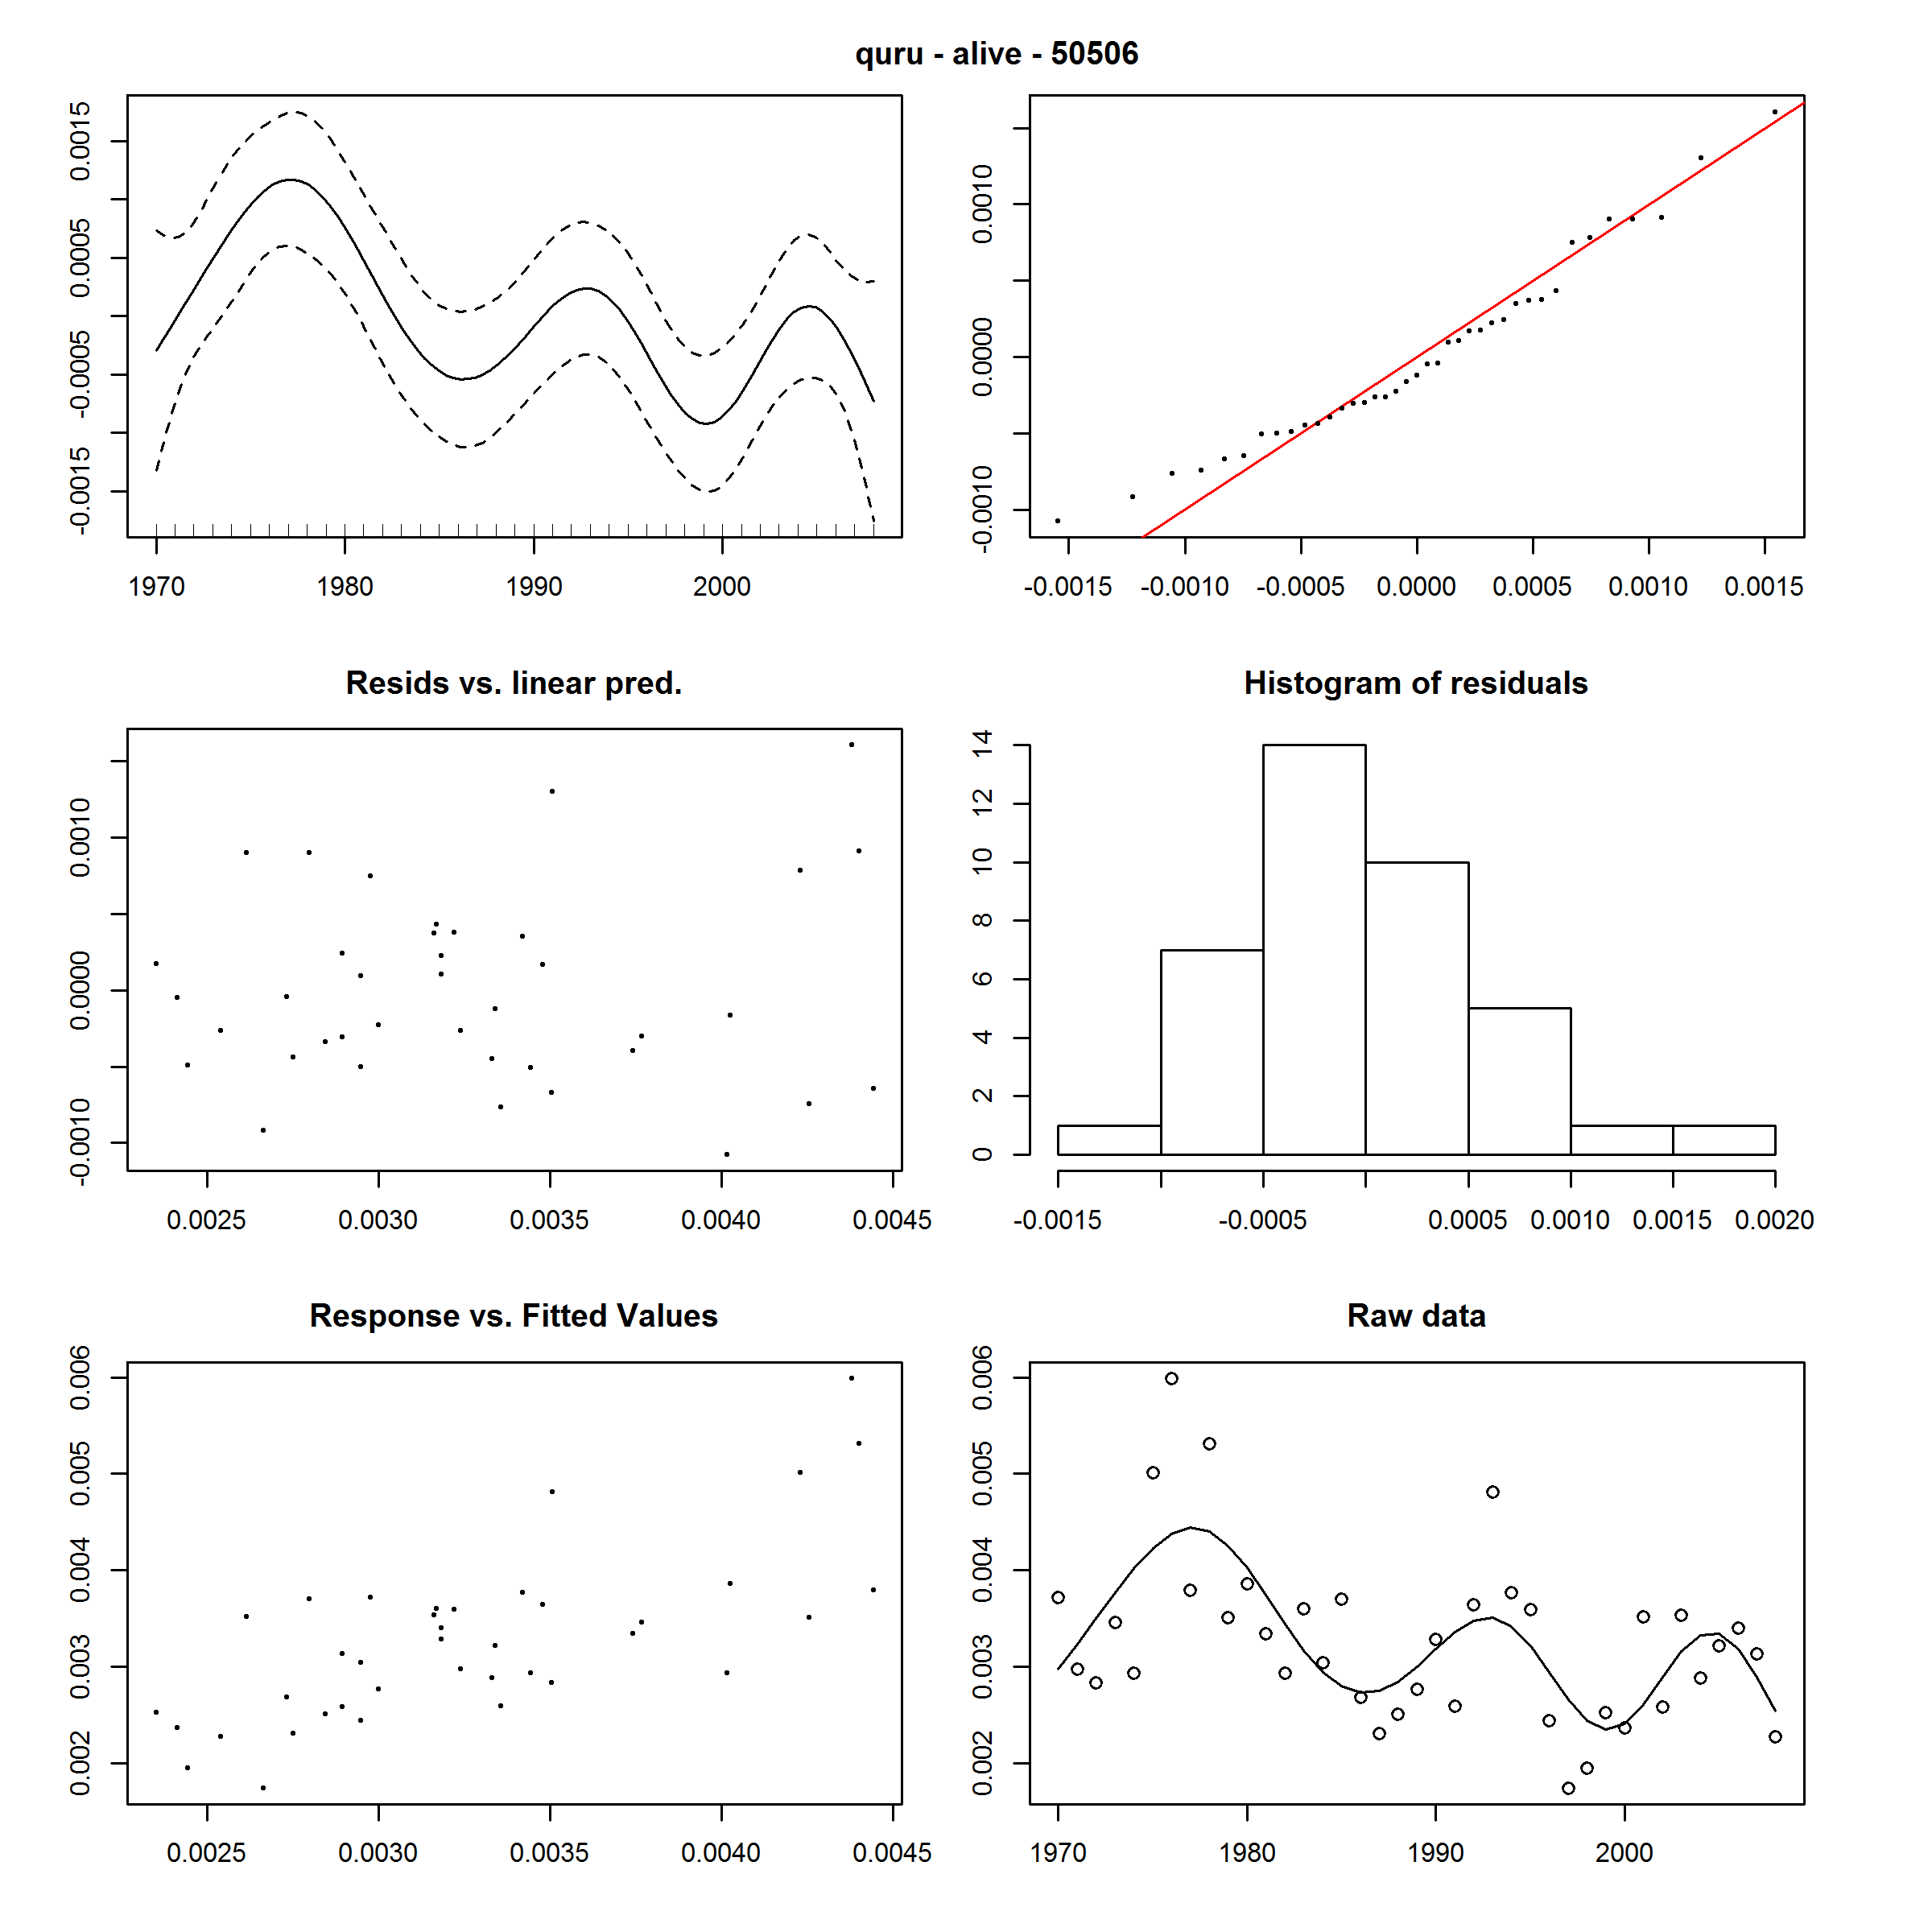 quru - alive - 50506
0.0015
0.0005
-0.0005
-0.0015
1970 1980 1990 2000
0.0010
0.0000
-0.0010
-0.0015 -0.0010 -0.0005 0.0000 0.0005 0.0010 0.0015
Resids vs. linear pred.
0.0010
0.0000
-0.0010
0.0025 0.0030 0.0035 0.0040 0.0045
Histogram of residuals
14
12
10
8
6
4
2
0
-0.0015 -0.0005 0.0005 0.0010 0.0015 0.0020
Response vs. Fitted Values
0.006
0.005
0.004
0.003
0.002
0.0025 0.0030 0.0035 0.0040 0.0045
Raw data
0.006
0.005
0.004
0.003
0.002
1970 1980 1990 2000